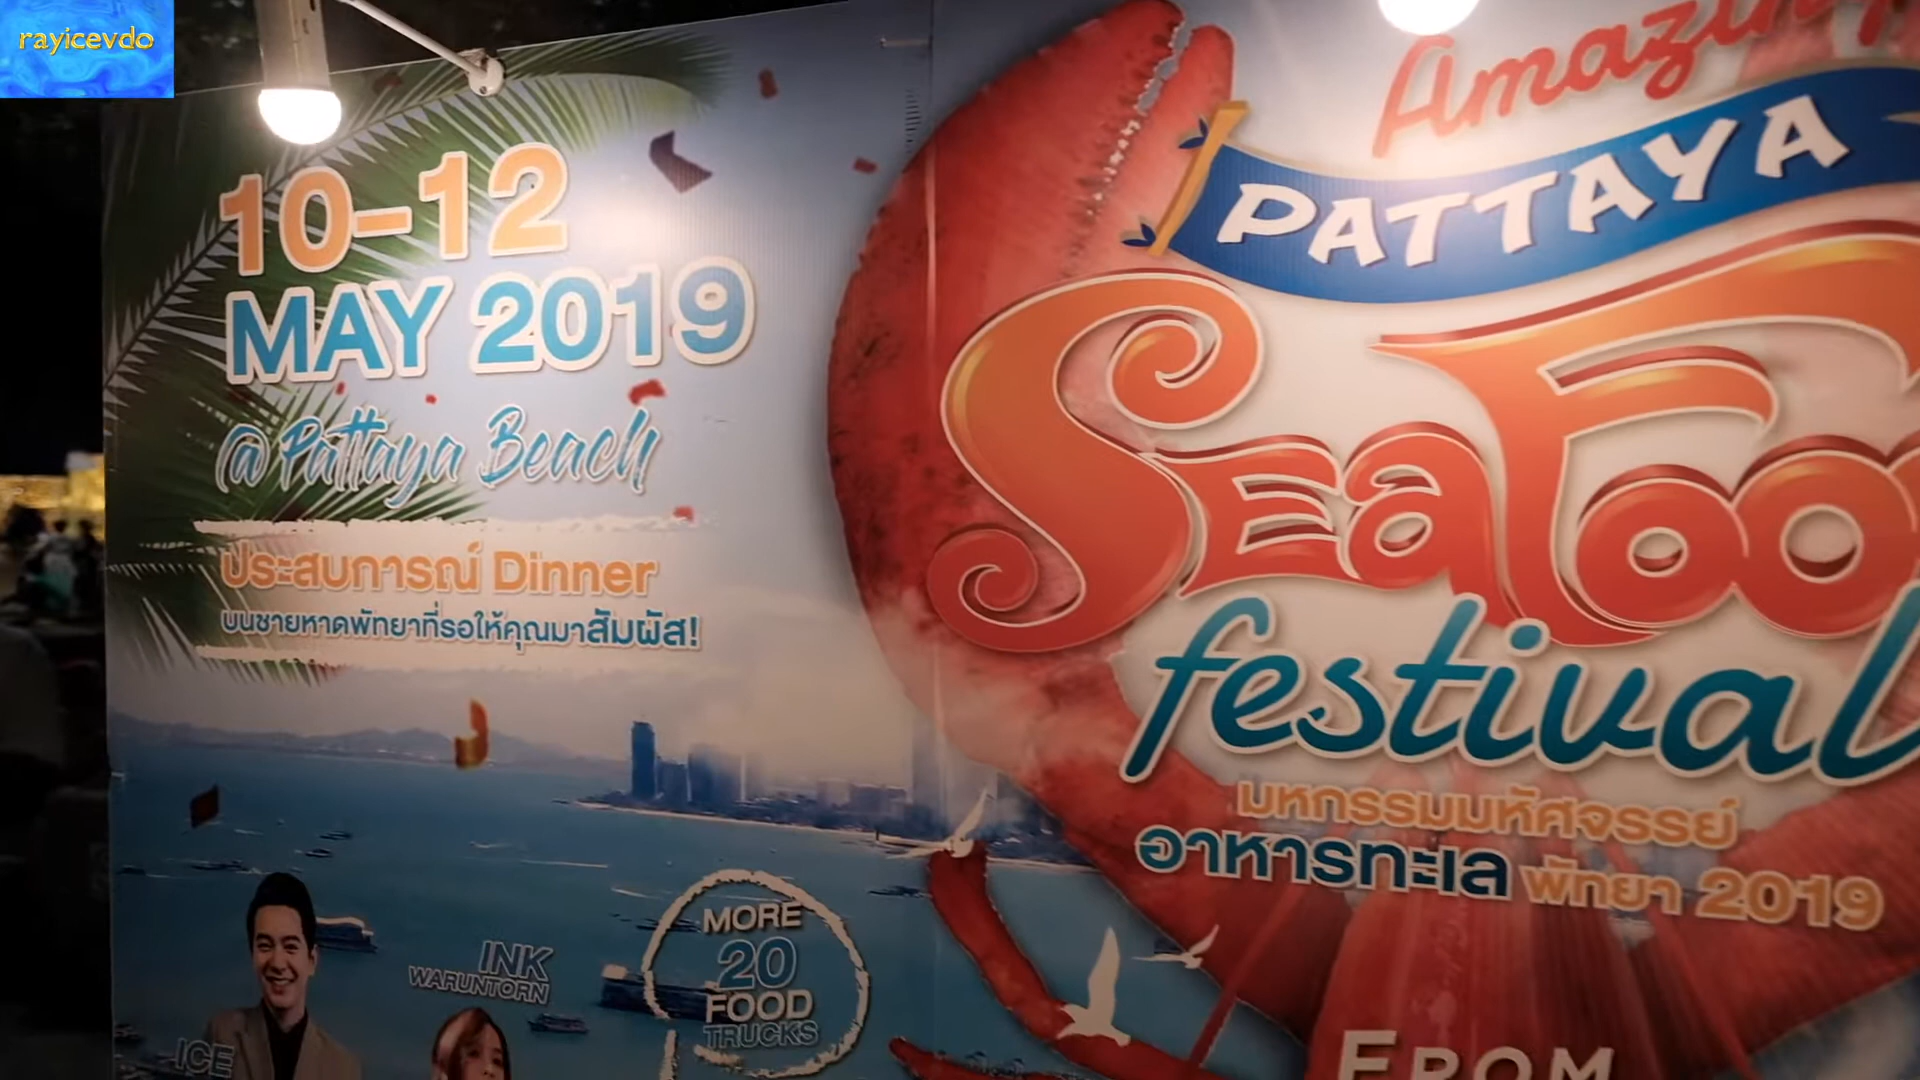 rayicevdo
10-12
MAY 2019
@Pattaya Beach
ประสบการณ์ Dinner
บนชายหาดพัทยาที่รอให้คุณมาสัมผัส!
Amazing
PATTAYA
SEaFoo
festival
มหกรรมมหัศจรรย์
อาหารทะเล พัทยา 2019
MORE
20
FOOD
TRUCKS
INK
WARUNTORN
ICE
FROM